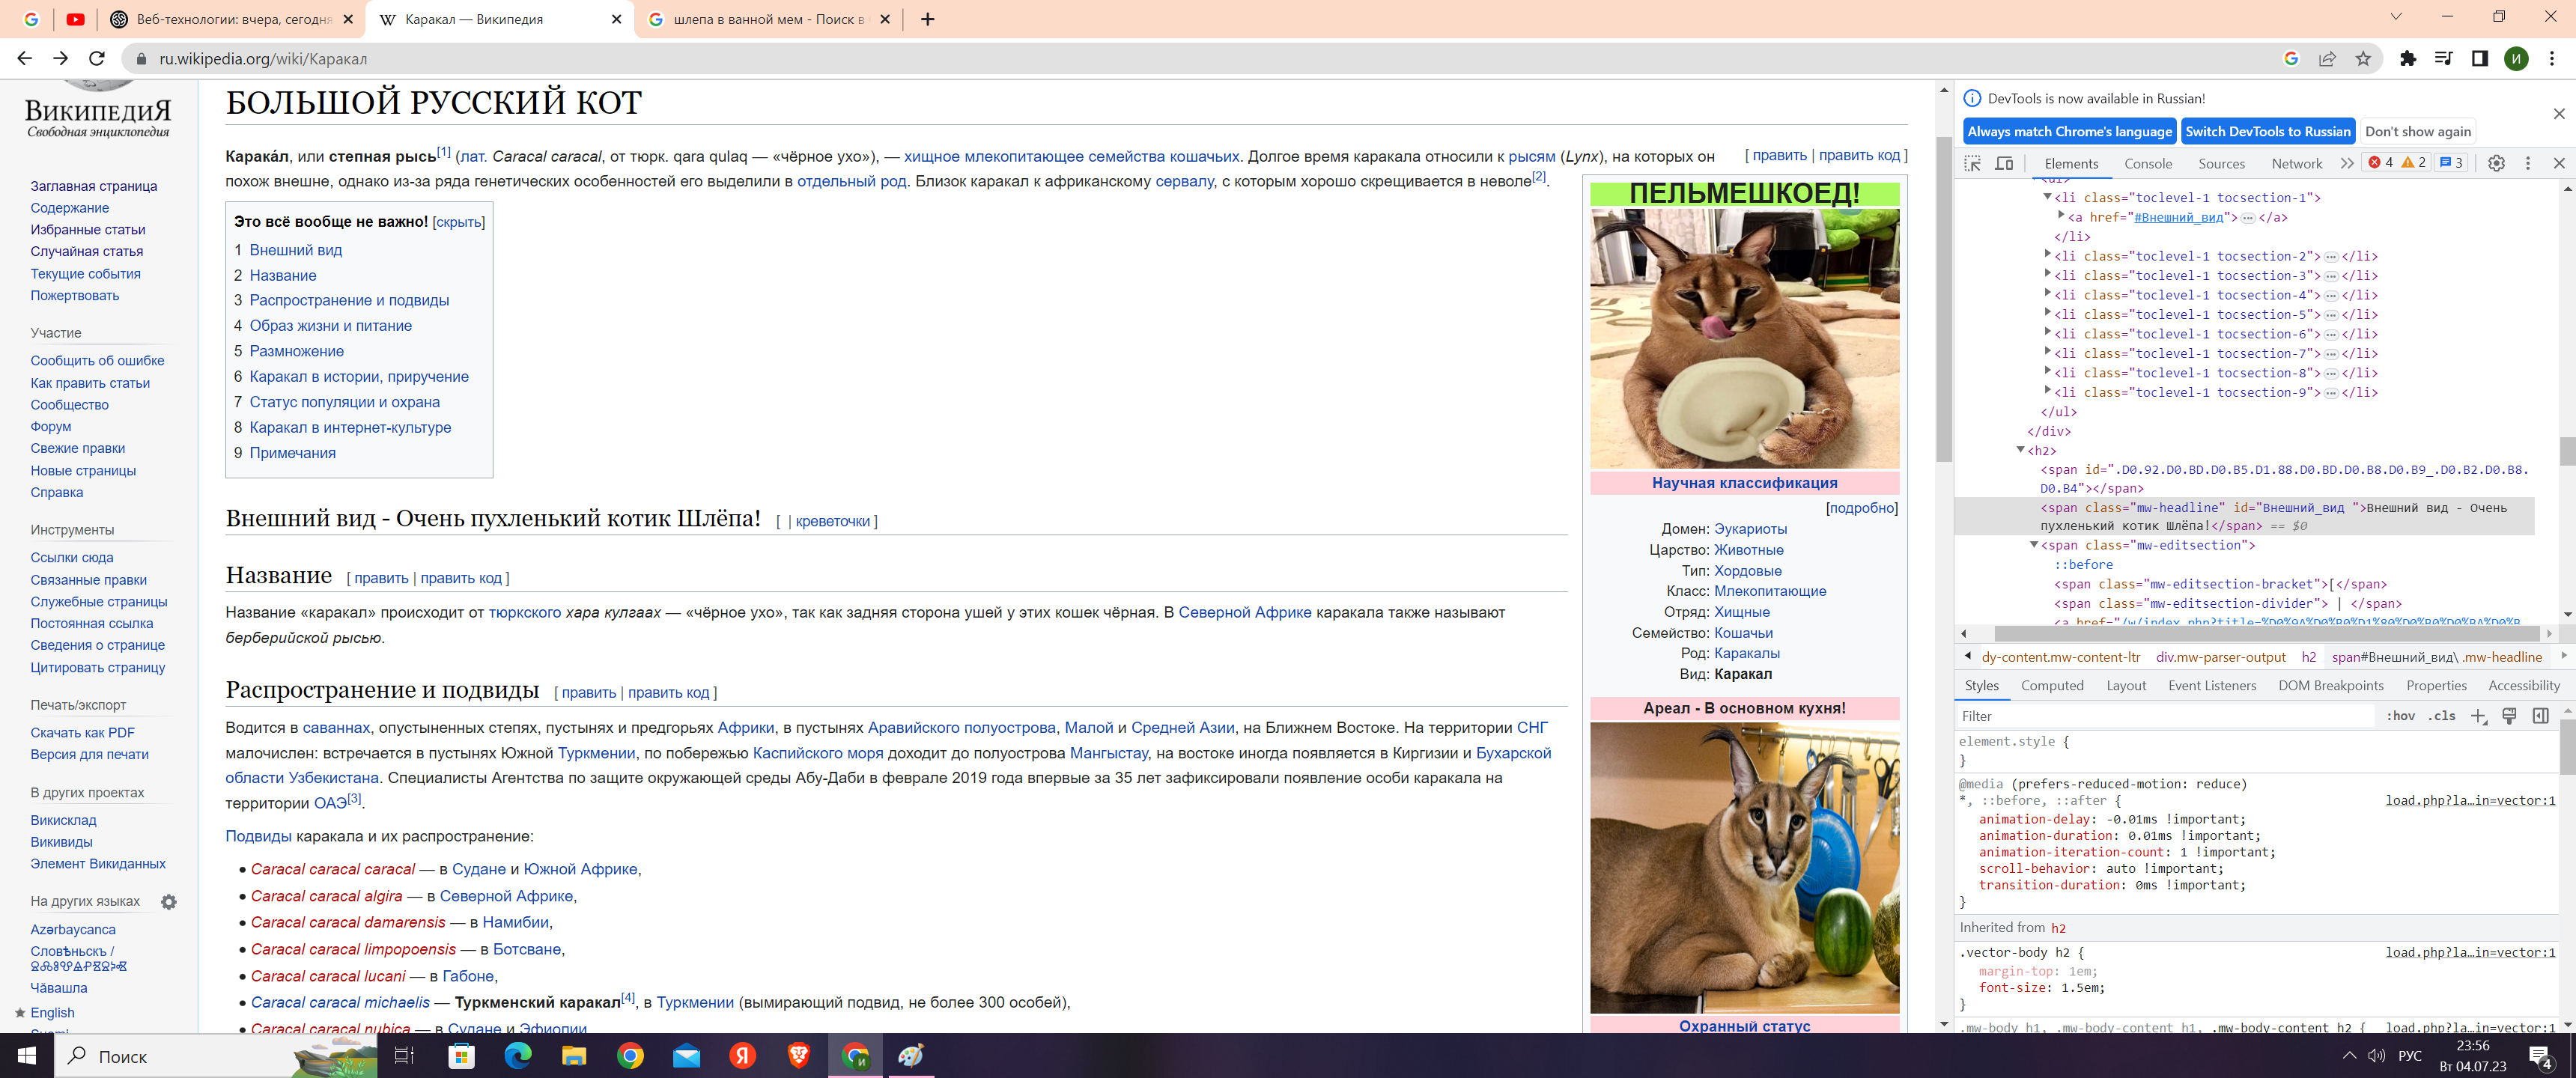 Веб-технологии: вчера, сегодня
Каракал — Википедия
шлепа в ванной мем - Поиск в
ru.wikipedia.org/wiki/Каракал
И
ВИКИПЕДИЯ
Свободная энциклопедия
Заглавная страница
Содержание
Избранные статьи
Случайная статья
Текущие события
Пожертвовать
Участие
Сообщить об ошибке
Как править статьи
Сообщество
Форум
Свежие правки
Новые страницы
Справка
Инструменты
Ссылки сюда
Связанные правки
Служебные страницы
Постоянная ссылка
Сведения о странице
Цитировать страницу
Печать/экспорт
Скачать как PDF
Версия для печати
В других проектах
Викисклад
Викивиды
Элемент Викиданных
На других языках
Azərbaycanca
Словѣньскъ /
Чӑвашла
English
БОЛЬШОЙ РУССКИЙ КОТ
[ править | править код ]
Карака́л, или степная рысь[1] (лат. Caracal caracal, от тюрк. qara qulaq — «чёрное ухо»), — хищное млекопитающее семейства кошачьих. Долгое время каракала относили к рысям (Lynx), на которых он
похож внешне, однако из-за ряда генетических особенностей его выделили в отдельный род. Близок каракал к африканскому сервалу, с которым хорошо скрещивается в неволе[2].
Это всё вообще не важно! [скрыть]
1 Внешний вид
2 Название
3 Распространение и подвиды
4 Образ жизни и питание
5 Размножение
6 Каракал в истории, приручение
7 Статус популяции и охрана
8 Каракал в интернет-культуре
9 Примечания
Внешний вид - Очень пухленький котик Шлёпа! [ | креветочки ]
Название [ править | править код ]
Название «каракал» происходит от тюркского хара кулгаах — «чёрное ухо», так как задняя сторона ушей у этих кошек чёрная. В Северной Африке каракала также называют
берберийской рысью.
Распространение и подвиды [ править | править код ]
Водится в саваннах, опустыненных степях, пустынях и предгорьях Африки, в пустынях Аравийского полуострова, Малой и Средней Азии, на Ближнем Востоке. На территории СНГ
малочислен: встречается в пустынях Южной Туркмении, по побережью Каспийского моря доходит до полуострова Мангыстау, на востоке иногда появляется в Киргизии и Бухарской
области Узбекистана. Специалисты Агентства по защите окружающей среды Абу-Даби в феврале 2019 года впервые за 35 лет зафиксировали появление особи каракала на
территории ОАЭ[3].
Подвиды каракала и их распространение:
• Caracal caracal caracal — в Судане и Южной Африке,
• Caracal caracal algira — в Северной Африке,
• Caracal caracal damarensis — в Намибии,
• Caracal caracal limpopoensis — в Ботсване,
• Caracal caracal lucani — в Габоне,
• Caracal caracal michaelis — Туркменский каракал[4], в Туркмении (вымирающий подвид, не более 300 особей),
• Caracal caracal nubica — в Судане и Эфиопии
ПЕЛЬМЕШКОЕД!
Научная классификация
[подробно]
Домен: Эукариоты
Царство: Животные
Тип: Хордовые
Класс: Млекопитающие
Отряд: Хищные
Семейство: Кошачьи
Род: Каракалы
Вид: Каракал
Ареал - В основном кухня!
Охранный статус
DevTools is now available in Russian!
Always match Chrome's language Switch DevTools to Russian Don't show again
Elements Console Sources Network 4 2 3
<li class="toclevel-1 tocsection-1">
<a href="#Внешний_вид">…</a>
</li>
<li class="toclevel-1 tocsection-2">…</li>
<li class="toclevel-1 tocsection-3">…</li>
<li class="toclevel-1 tocsection-4">…</li>
<li class="toclevel-1 tocsection-5">…</li>
<li class="toclevel-1 tocsection-6">…</li>
<li class="toclevel-1 tocsection-7">…</li>
<li class="toclevel-1 tocsection-8">…</li>
<li class="toclevel-1 tocsection-9">…</li>
</ul>
</div>
<h2>
<span id=".D0.92.D0.BD.D0.B5.D1.88.D0.BD.D0.B8.D0.B9_.D0.B2.D0.B8.
D0.B4"></span>
<span class="mw-headline" id="Внешний_вид ">Внешний вид - Очень
пухленький котик Шлёпа!</span> == $0
<span class="mw-editsection">
::before
<span class="mw-editsection-bracket">[</span>
<span class="mw-editsection-divider"> | </span>
dy-content.mw-content-ltr div.mw-parser-output h2 span#Внешний_вид\ .mw-headline
Styles Computed Layout Event Listeners DOM Breakpoints Properties Accessibility
Filter :hov .cls
element.style {
}
@media (prefers-reduced-motion: reduce)
*, ::before, ::after { load.php?la…in=vector:1
animation-delay: -0.01ms !important;
animation-duration: 0.01ms !important;
animation-iteration-count: 1 !important;
scroll-behavior: auto !important;
transition-duration: 0ms !important;
}
Inherited from h2
.vector-body h2 { load.php?la…in=vector:1
margin-top: 1em;
font-size: 1.5em;
}
.mw-body h1, .mw-body-content h1, .mw-body-content h2 { load.php?la…in=vector:1
Поиск
РУС
23:56
Вт 04.07.23
4